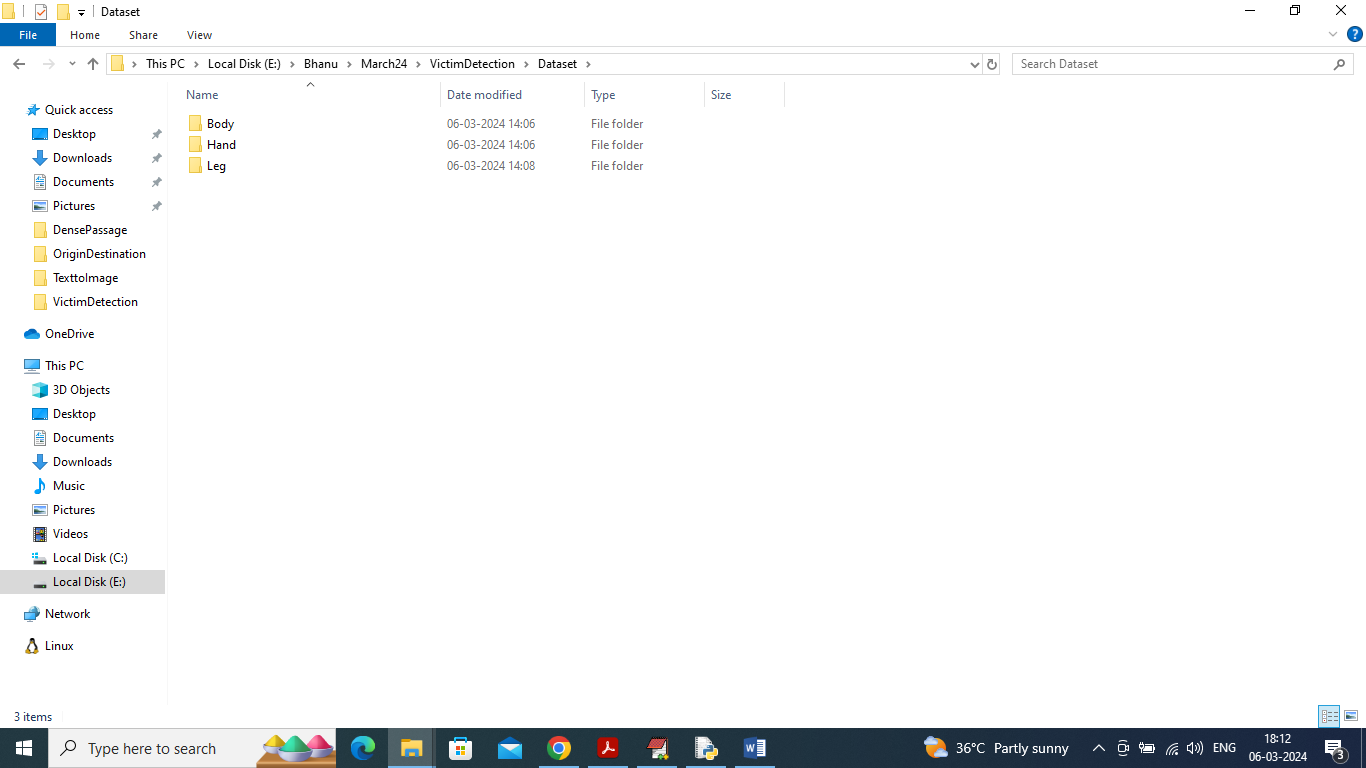 Dataset
File Home Share View
This PC Local Disk (E:) Bhanu March24 VictimDetection Dataset Search Dataset
Name Date modified Type Size
Quick access
Desktop
Downloads
Documents
Pictures
DensePassage
OriginDestination
TexttoImage
VictimDetection
OneDrive
This PC
3D Objects
Desktop
Documents
Downloads
Music
Pictures
Videos
Local Disk (C:)
Local Disk (E:)
Network
Linux
Body 06-03-2024 14:06 File folder
Hand 06-03-2024 14:06 File folder
Leg 06-03-2024 14:08 File folder
3 items
Type here to search 36°C Partly sunny ENG 18:12
06-03-2024 3